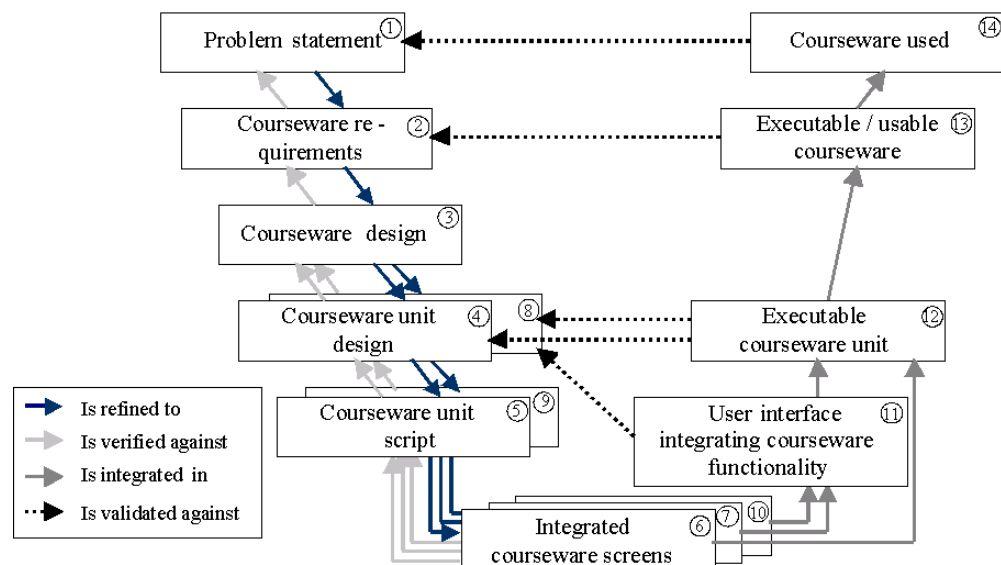 Problem statement
①
Courseware used
⑭
Courseware re -
quirements
②
Executable / usable
courseware
⑬
Courseware design
③
Courseware unit
design
④
⑧
Executable
courseware unit
⑫
Courseware unit
script
⑤
⑨
User interface
integrating courseware
functionality
⑪
Is refined to
Is verified against
Is integrated in
Is validated against
Integrated
courseware screens
⑥
⑦
⑩